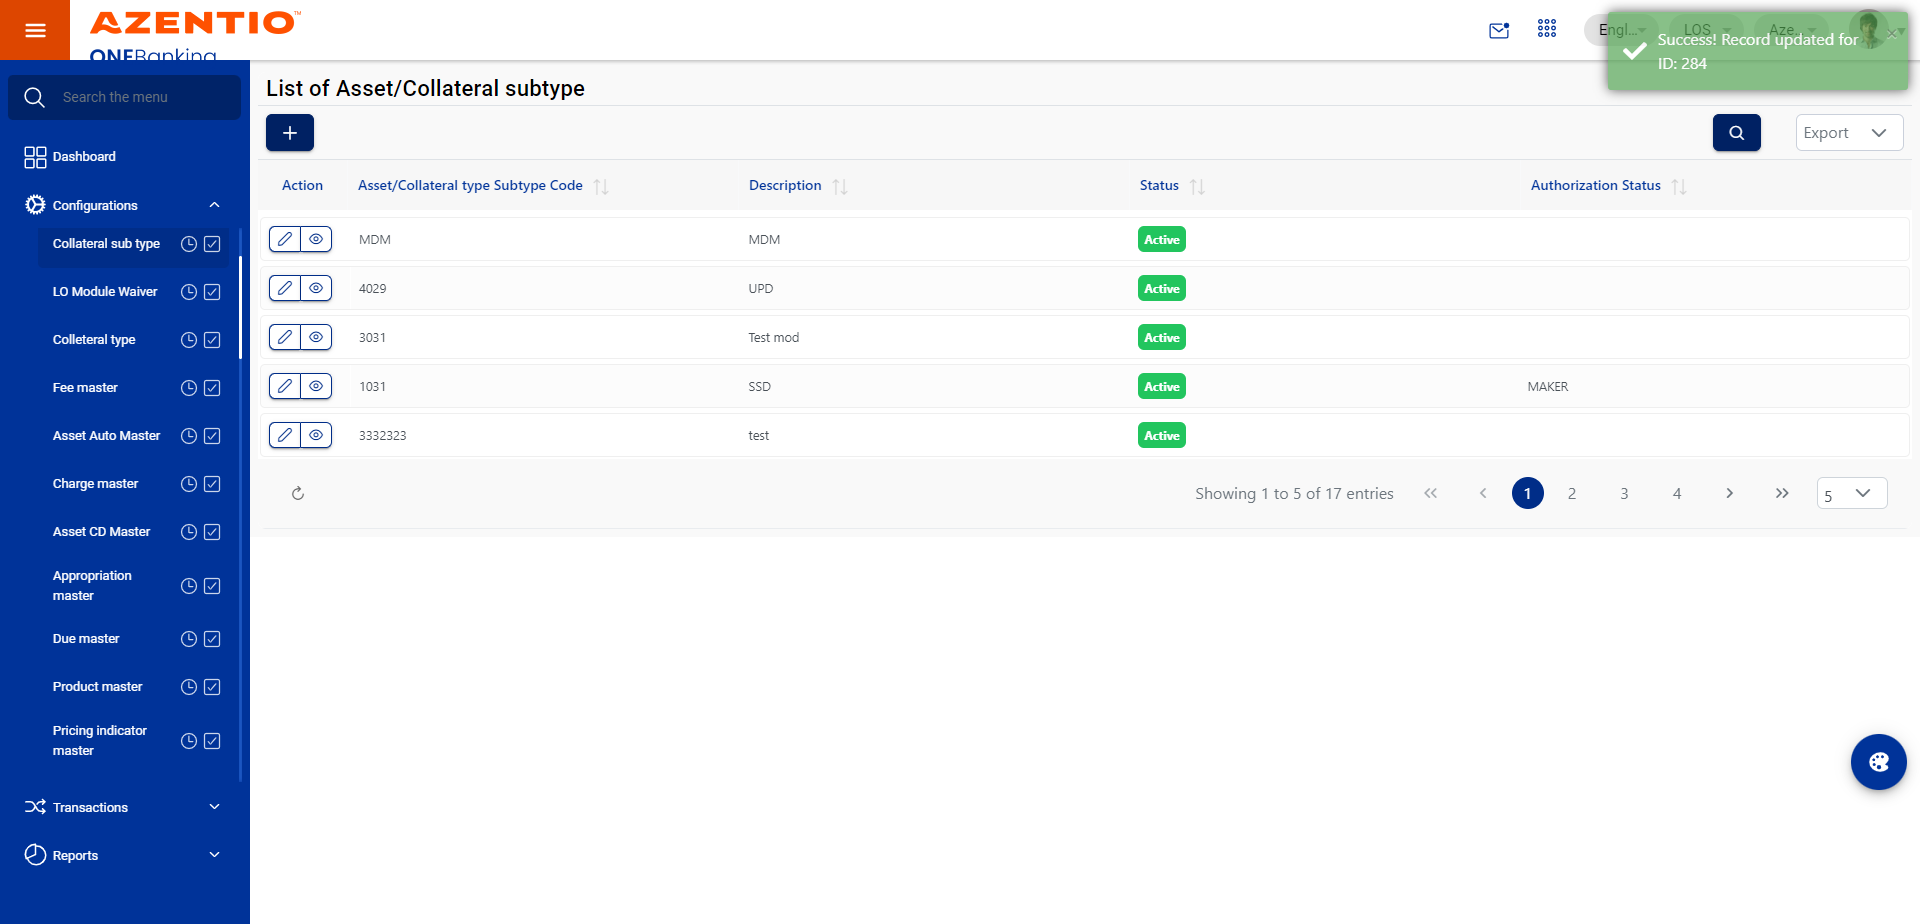 AZENTIO™
ONEBanking
Engl...
LOS
Aze...
Success! Record updated for
ID: 284
Search the menu
Dashboard
Configurations
Collateral sub type
LO Module Waiver
Colleteral type
Fee master
Asset Auto Master
Charge master
Asset CD Master
Appropriation
master
Due master
Product master
Pricing indicator
master
Transactions
Reports
List of Asset/Collateral subtype
Export
Action Asset/Collateral type Subtype Code Description Status Authorization Status
MDM MDM Active
4029 UPD Active
3031 Test mod Active
1031 SSD Active MAKER
3332323 test Active
Showing 1 to 5 of 17 entries 1 2 3 4 5